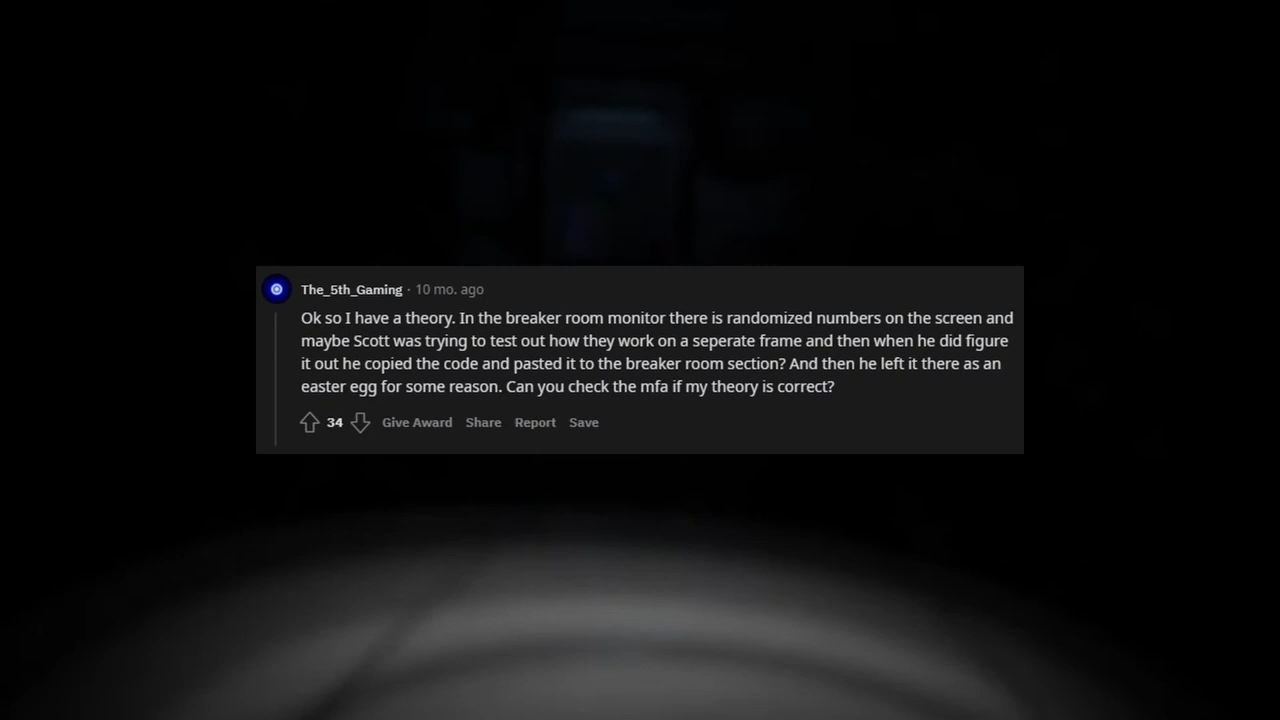 The_5th_Gaming · 10 mo. ago
Ok so I have a theory. In the breaker room monitor there is randomized numbers on the screen and
maybe Scott was trying to test out how they work on a seperate frame and then when he did figure
it out he copied the code and pasted it to the breaker room section? And then he left it there as an
easter egg for some reason. Can you check the mfa if my theory is correct?
34 Give Award Share Report Save